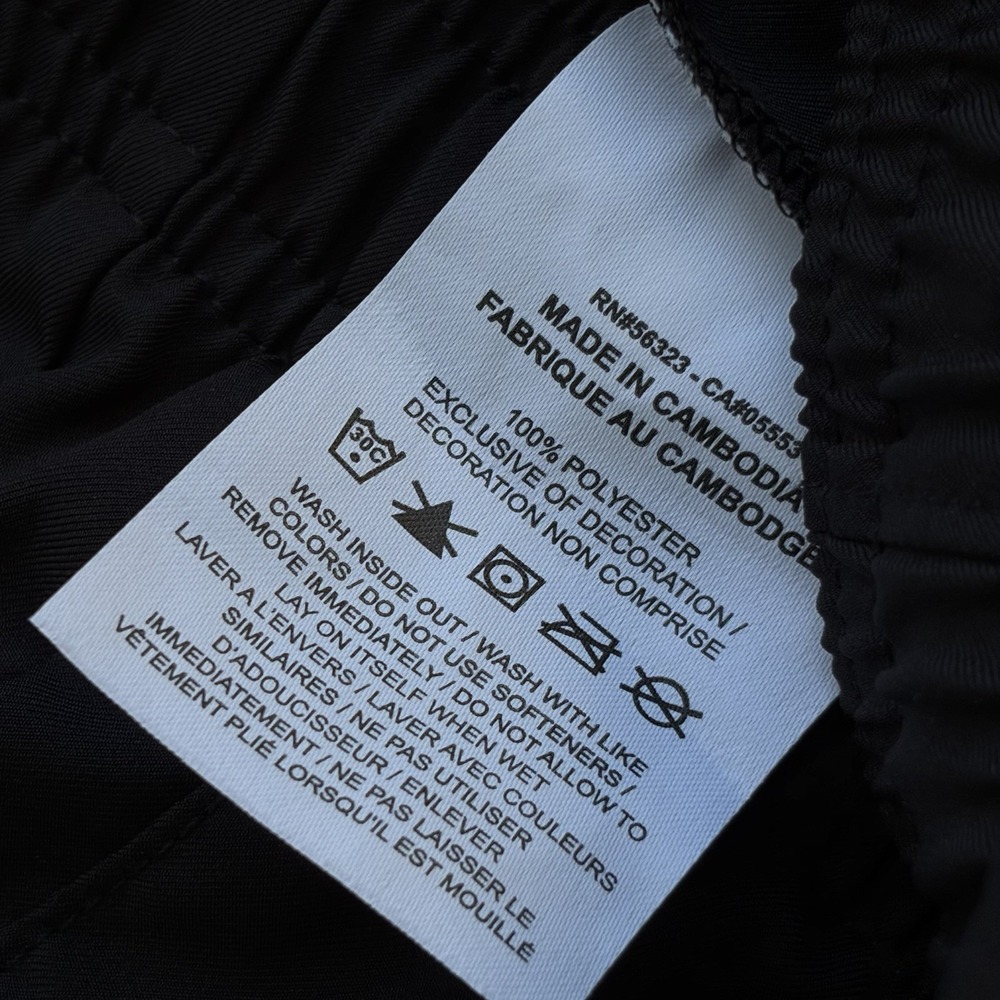 RN#56323 - CA#05553
MADE IN CAMBODIA
FABRIQUE AU CAMBODGE
100% POLYESTER
EXCLUSIVE OF DECORATION /
DECORATION NON COMPRISE
30C
WASH INSIDE OUT / WASH WITH LIKE
COLORS / DO NOT USE SOFTENERS /
REMOVE IMMEDIATELY / DO NOT ALLOW TO
LAY ON ITSELF WHEN WET
LAVER A L'ENVERS / LAVER AVEC COULEURS
SIMILAIRES / NE PAS UTILISER
D'ADOUCISSEUR / ENLEVER
IMMEDIATEMENT / NE PAS LAISSER LE
VÊTEMENT PLIÉ LORSQU'IL EST MOUILLÉ